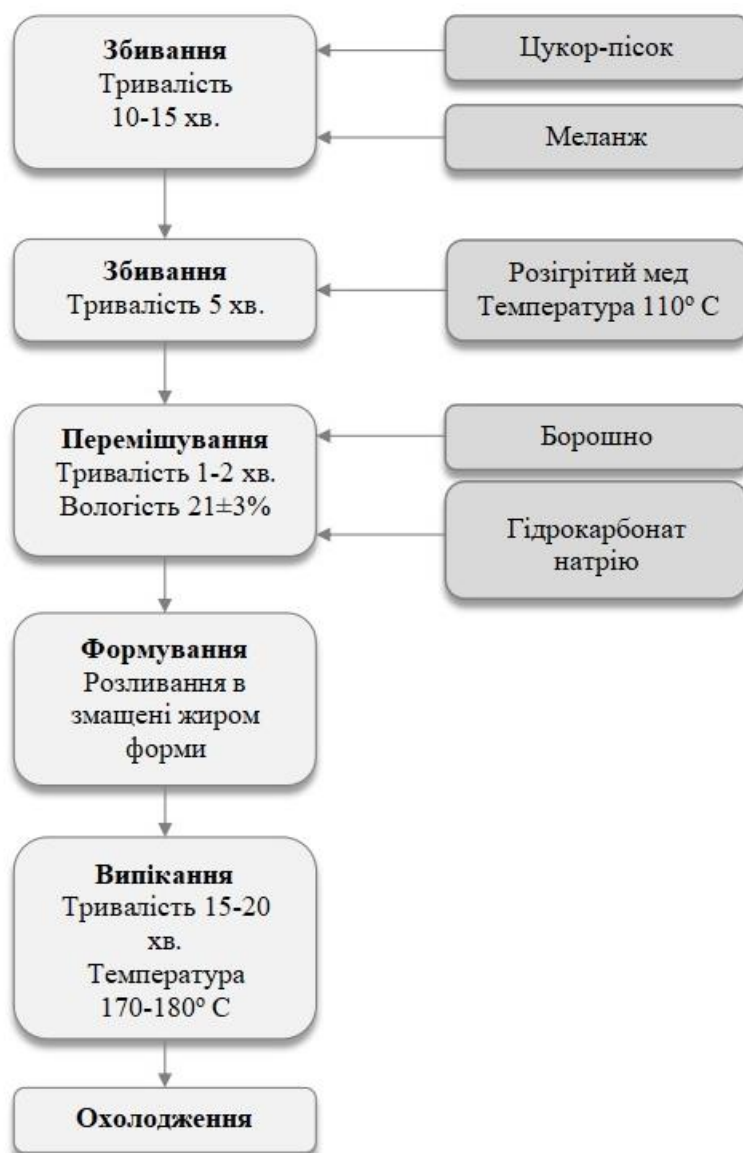 Збивання
Тривалість
10-15 хв.
Цукор-пісок
Меланж
Збивання
Тривалість 5 хв.
Розігрітий мед
Температура 110º С
Перемішування
Тривалість 1-2 хв.
Вологість 21±3%
Борошно
Гідрокарбонат
натрію
Формування
Розливання в
змащені жиром
форми
Випікання
Тривалість 15-20
хв.
Температура
170-180º С
Охолодження